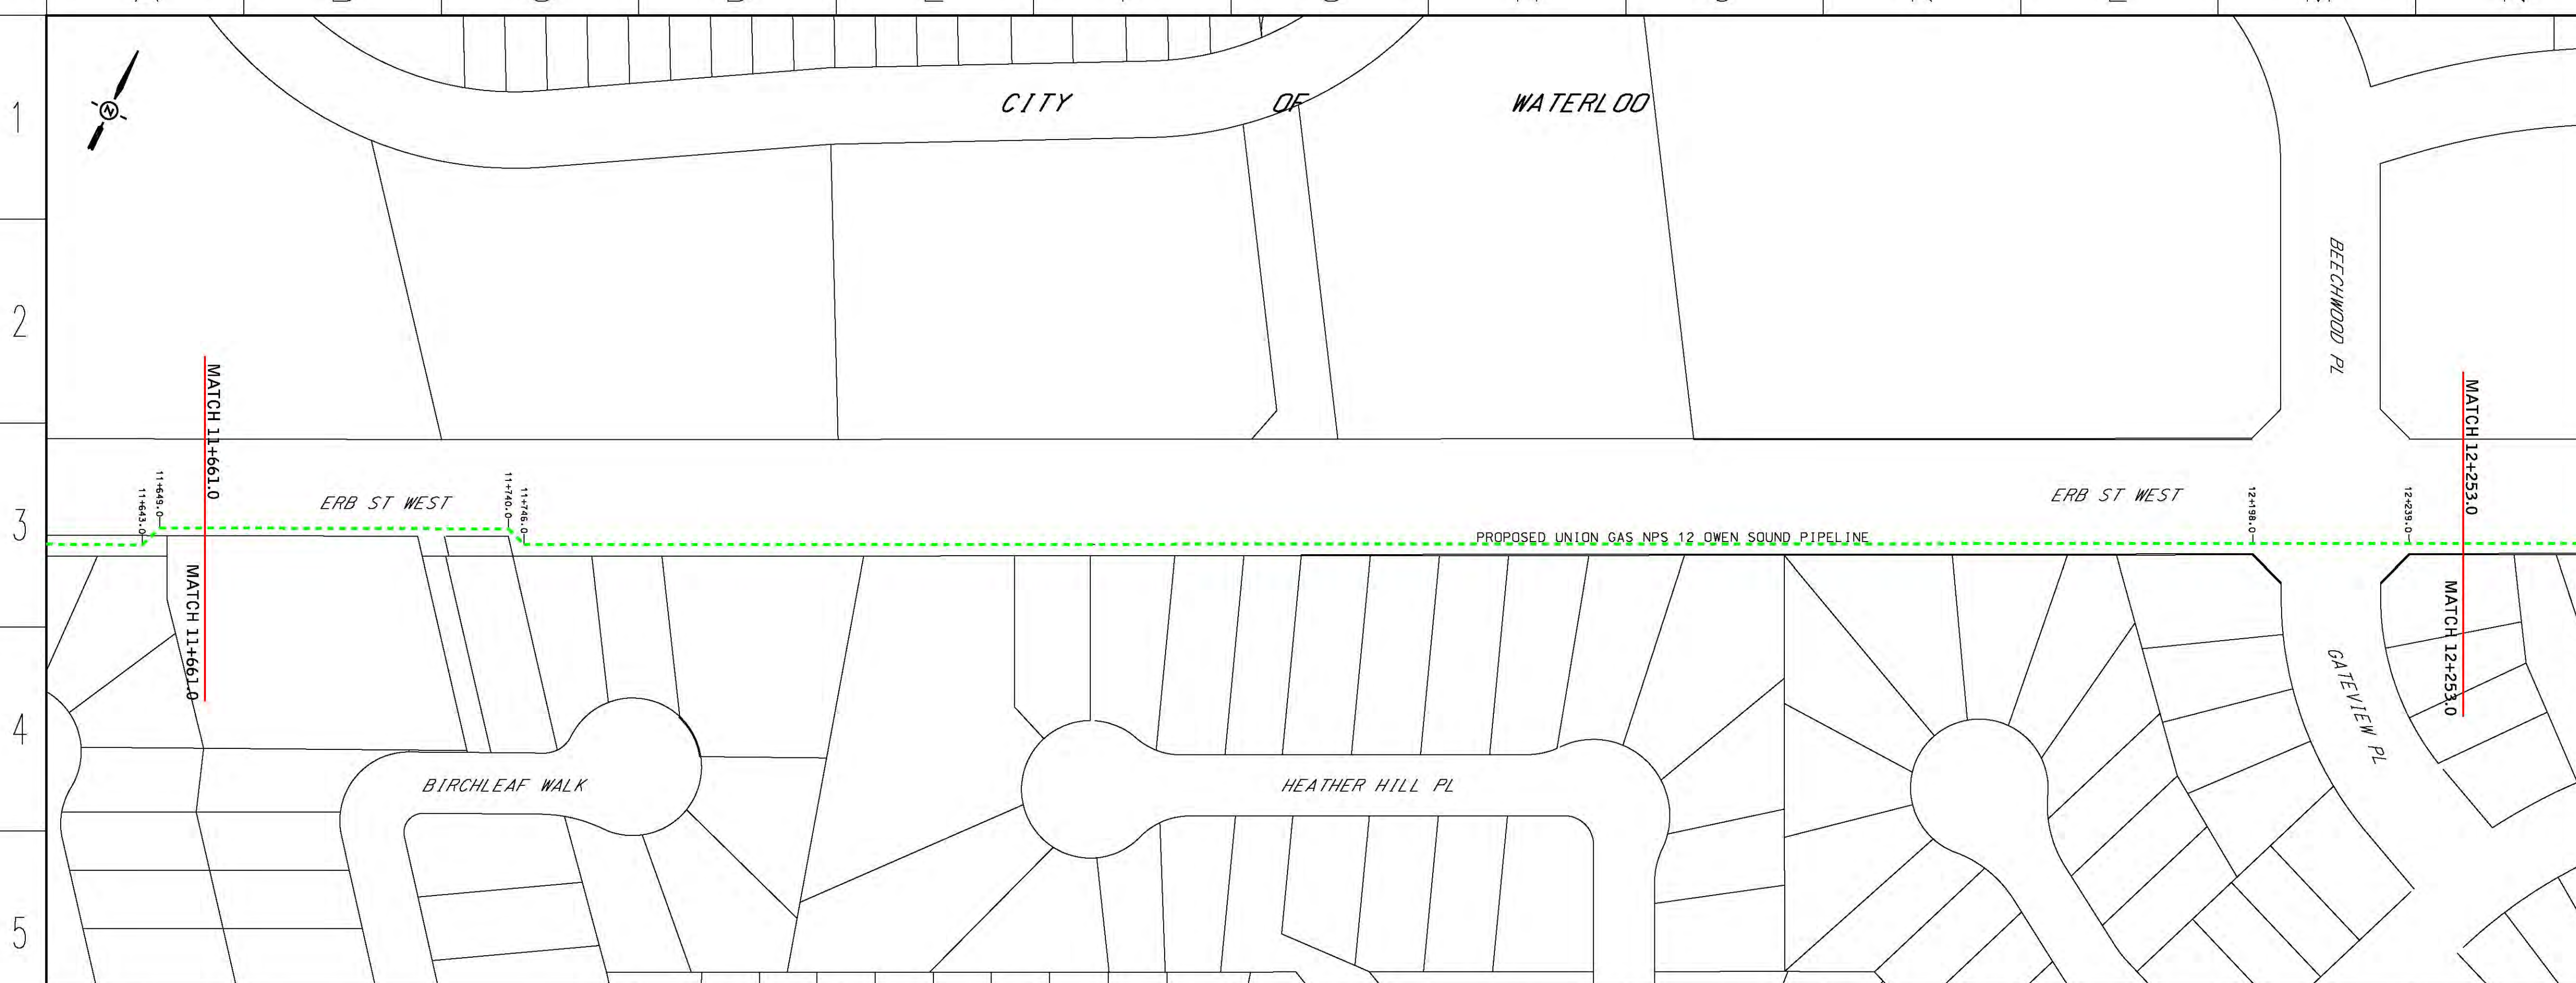 1
N
CITY OF WATERLOO
2
BEECHWOOD PL
MATCH 11+661.0
MATCH 12+253.0
3
11+643.0
11+649.0
ERB ST WEST
11+740.0
11+746.0
PROPOSED UNION GAS NPS 12 OWEN SOUND PIPELINE
ERB ST WEST
12+198.0
12+239.0
MATCH 11+661.0
MATCH 12+253.0
4
GATEVIEW PL
BIRCHLEAF WALK
HEATHER HILL PL
5